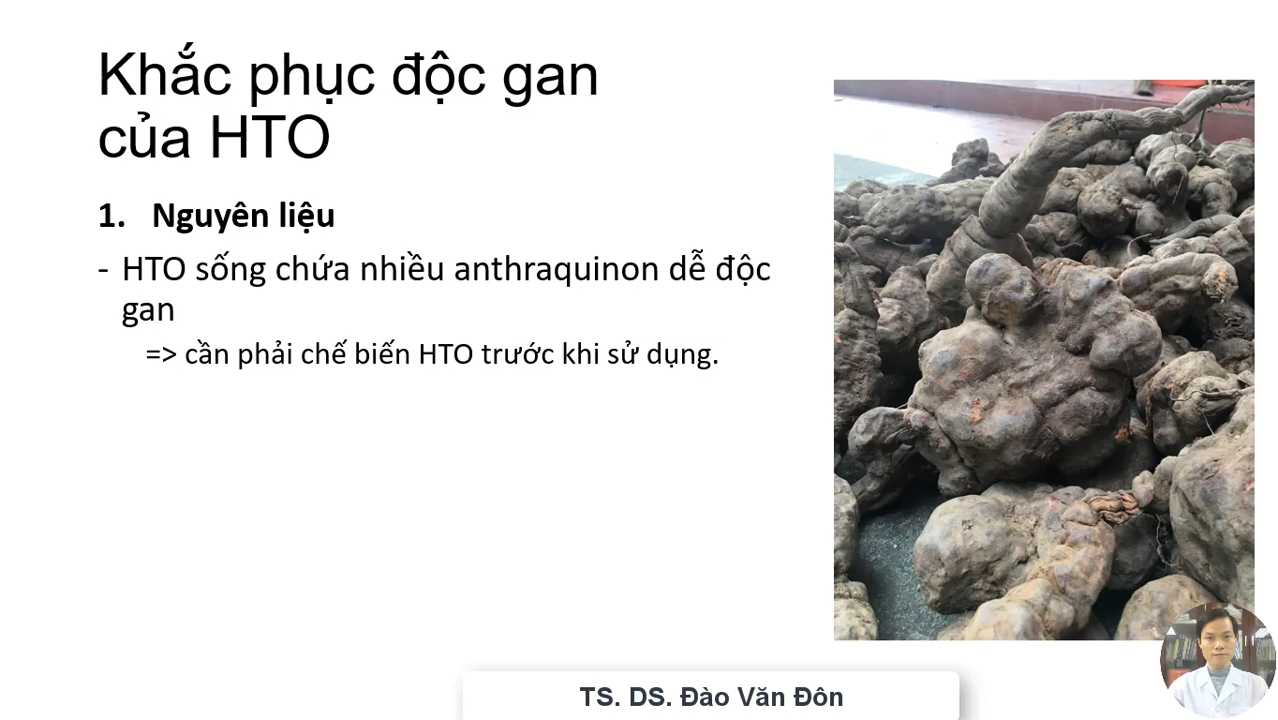 Khắc phục độc gan
của HTO
1. Nguyên liệu
- HTO sống chứa nhiều anthraquinon dễ độc
gan
=> cần phải chế biến HTO trước khi sử dụng.
TS. DS. Đào Văn Đôn